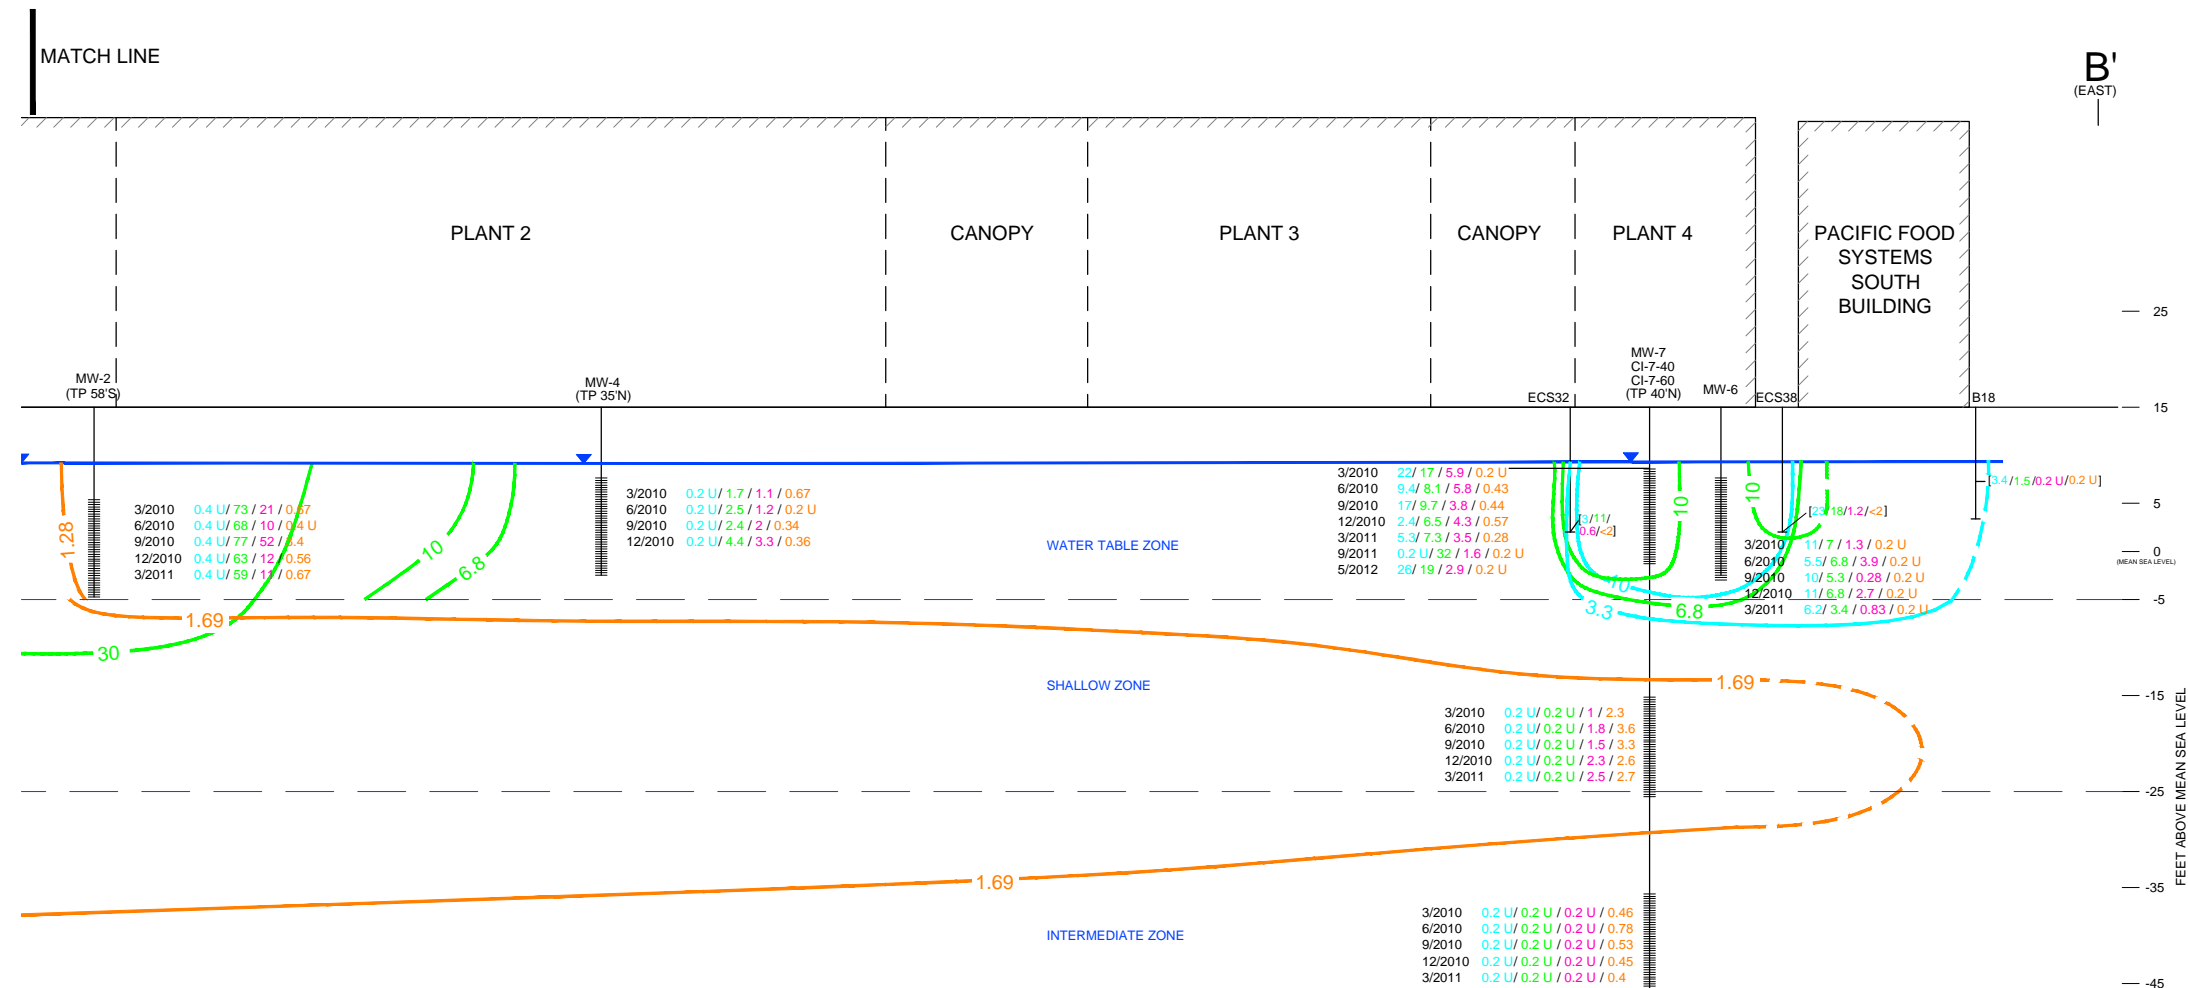 MATCH LINE
B'
(EAST)
PLANT 2
CANOPY
PLANT 3
CANOPY
PLANT 4
PACIFIC FOOD
SYSTEMS
SOUTH
BUILDING
25
MW-2
(TP 58'S)
MW-4
(TP 35'N)
ECS32
MW-7
CI-7-40
CI-7-60
(TP 40'N)
MW-6
ECS38
B18
15
3/2010 0.4 U/ 73 / 21 / 0.67
6/2010 0.4 U/ 68 / 10 / 0.4 U
9/2010 0.4 U/ 77 / 52 / 0.4
12/2010 0.4 U/ 63 / 12 / 0.56
3/2011 0.4 U/ 59 / 11 / 0.67
3/2010 0.2 U/ 1.7 / 1.1 / 0.67
6/2010 0.2 U/ 2.5 / 1.2 / 0.2 U
9/2010 0.2 U/ 2.4 / 2 / 0.34
12/2010 0.2 U/ 4.4 / 3.3 / 0.36
3/2010 22/ 17 / 5.9 / 0.2 U
6/2010 9.4/ 8.1 / 5.8 / 0.43
9/2010 17/ 9.7 / 3.8 / 0.44
12/2010 2.4/ 6.5 / 4.3 / 0.57
3/2011 5.3/ 7.3 / 3.5 / 0.28
9/2011 0.2 U/ 32 / 1.6 / 0.2 U
5/2012 26/ 19 / 2.9 / 0.2 U
[3/11/
0.6/<2]
[23/18/1.2/<2]
[3.4/1.5/0.2 U/0.2 U]
3/2010 11/ 7 / 1.3 / 0.2 U
6/2010 5.5/ 6.8 / 3.9 / 0.2 U
9/2010 10/ 5.3 / 0.28 / 0.2 U
12/2010 11/ 6.8 / 2.7 / 0.2 U
3/2011 6.2/ 3.4 / 0.83 / 0.2 U
5
0
(MEAN SEA LEVEL)
-5
1.28
10
6.8
10
10
10
3.3
6.8
WATER TABLE ZONE
1.69
30
SHALLOW ZONE
1.69
-15
3/2010 0.2 U/ 0.2 U / 1 / 2.3
6/2010 0.2 U/ 0.2 U / 1.8 / 3.6
9/2010 0.2 U/ 0.2 U / 1.5 / 3.3
12/2010 0.2 U/ 0.2 U / 2.3 / 2.6
3/2011 0.2 U/ 0.2 U / 2.5 / 2.7
-25
FEET ABOVE MEAN SEA LEVEL
1.69
-35
INTERMEDIATE ZONE
3/2010 0.2 U/ 0.2 U / 0.2 U / 0.46
6/2010 0.2 U/ 0.2 U / 0.2 U / 0.78
9/2010 0.2 U/ 0.2 U / 0.2 U / 0.53
12/2010 0.2 U/ 0.2 U / 0.2 U / 0.45
3/2011 0.2 U/ 0.2 U / 0.2 U / 0.4
-45